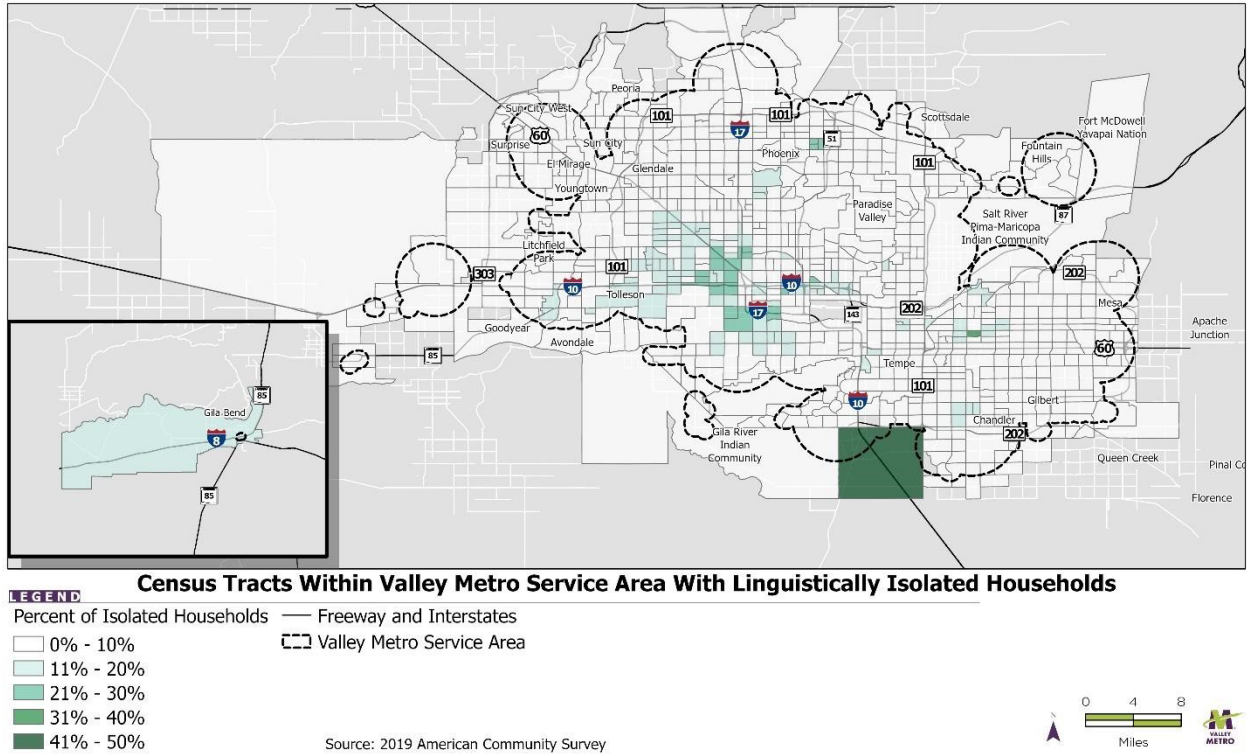 Peoria
Sun City West
101
101
Scottsdale
60
17
51
Fort McDowell
Yavapai Nation
Surprise
Sun City
Phoenix
101
Fountain
Hills
El Mirage
Glendale
Youngtown
Paradise
Valley
Salt River
Pima-Maricopa
Indian Community
87
Litchfield
Park
303
101
10
10
202
Tolleson
Mesa
17
143
202
Goodyear
Avondale
Apache
Junction
85
60
Tempe
101
10
Gilbert
Chandler
202
Gila River
Indian
Community
Queen Creek
Pinal Co
Florence
85
Gila Bend
8
85
Census Tracts Within Valley Metro Service Area With Linguistically Isolated Households
LEGEND
Percent of Isolated Households
0% - 10%
11% - 20%
21% - 30%
31% - 40%
41% - 50%
Freeway and Interstates
Valley Metro Service Area
Source: 2019 American Community Survey
N
0 4 8
Miles
VALLEY
METRO